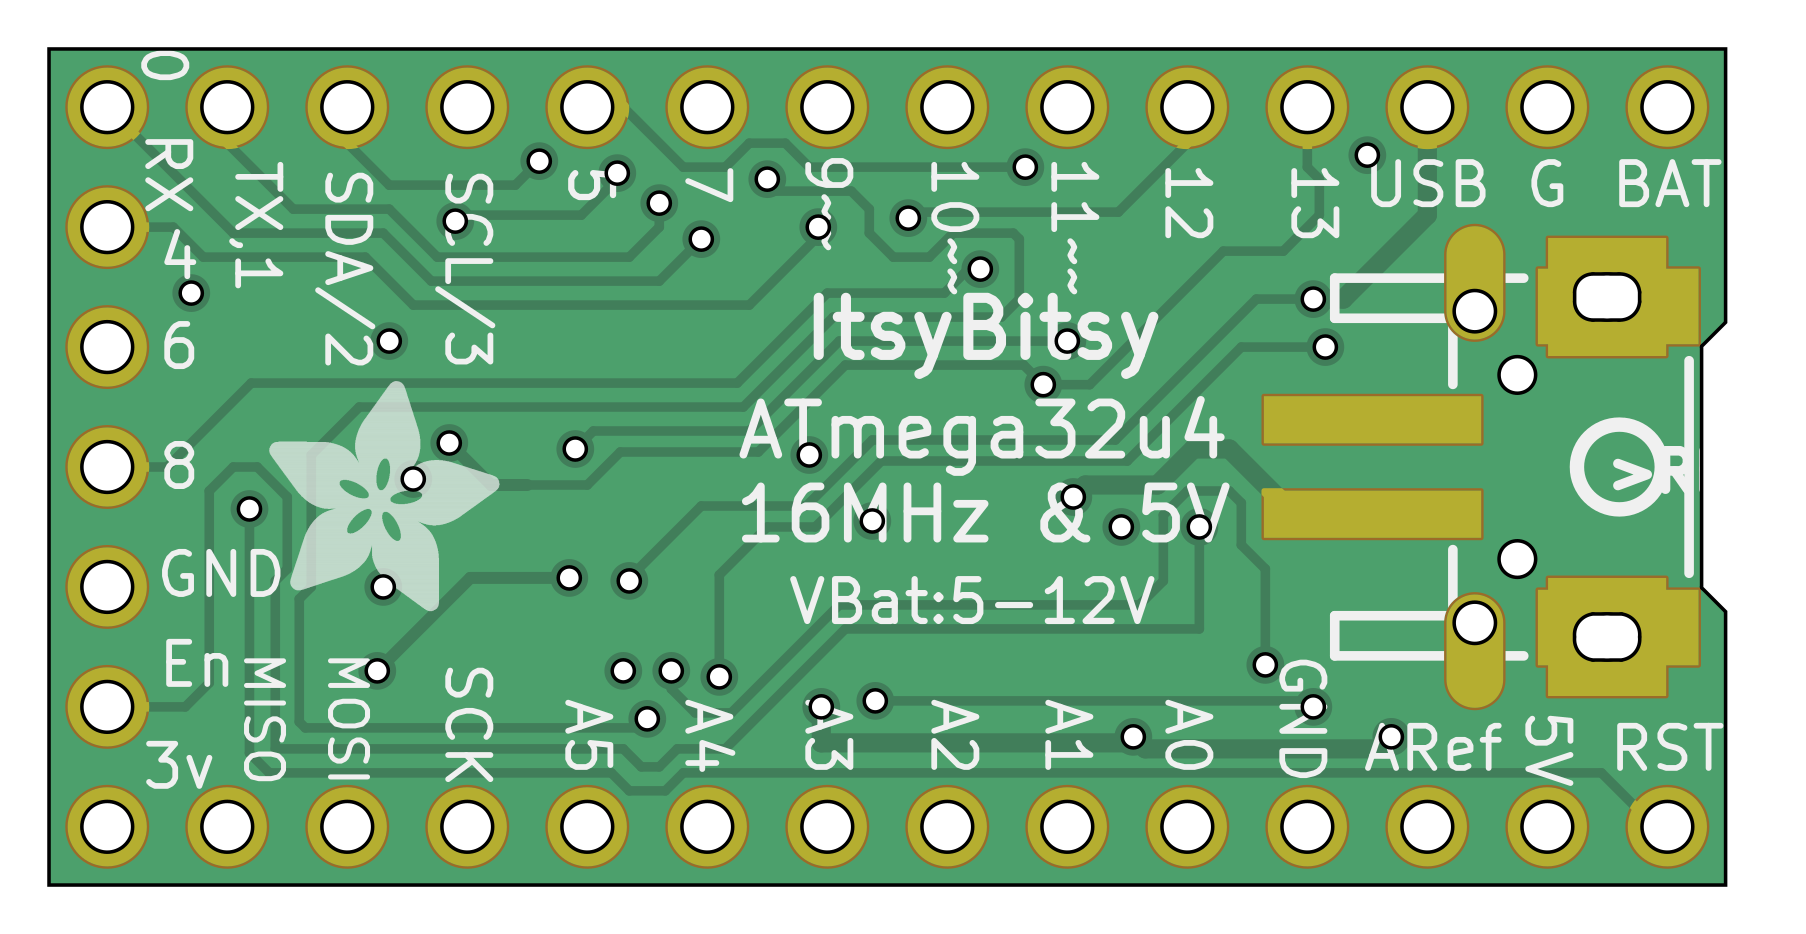 0
RX
TX,1
SDA/2
SCL/3
5
7
9~
10~
11~
12
13
USB
G
BAT
4
6
8
GND
En
3v
ItsyBitsy
ATmega32u4
16MHz & 5V
VBat:5-12V
MISO
MOSI
SCK
A5
A4
A3
A2
A1
A0
GND
ARef
5V
RST